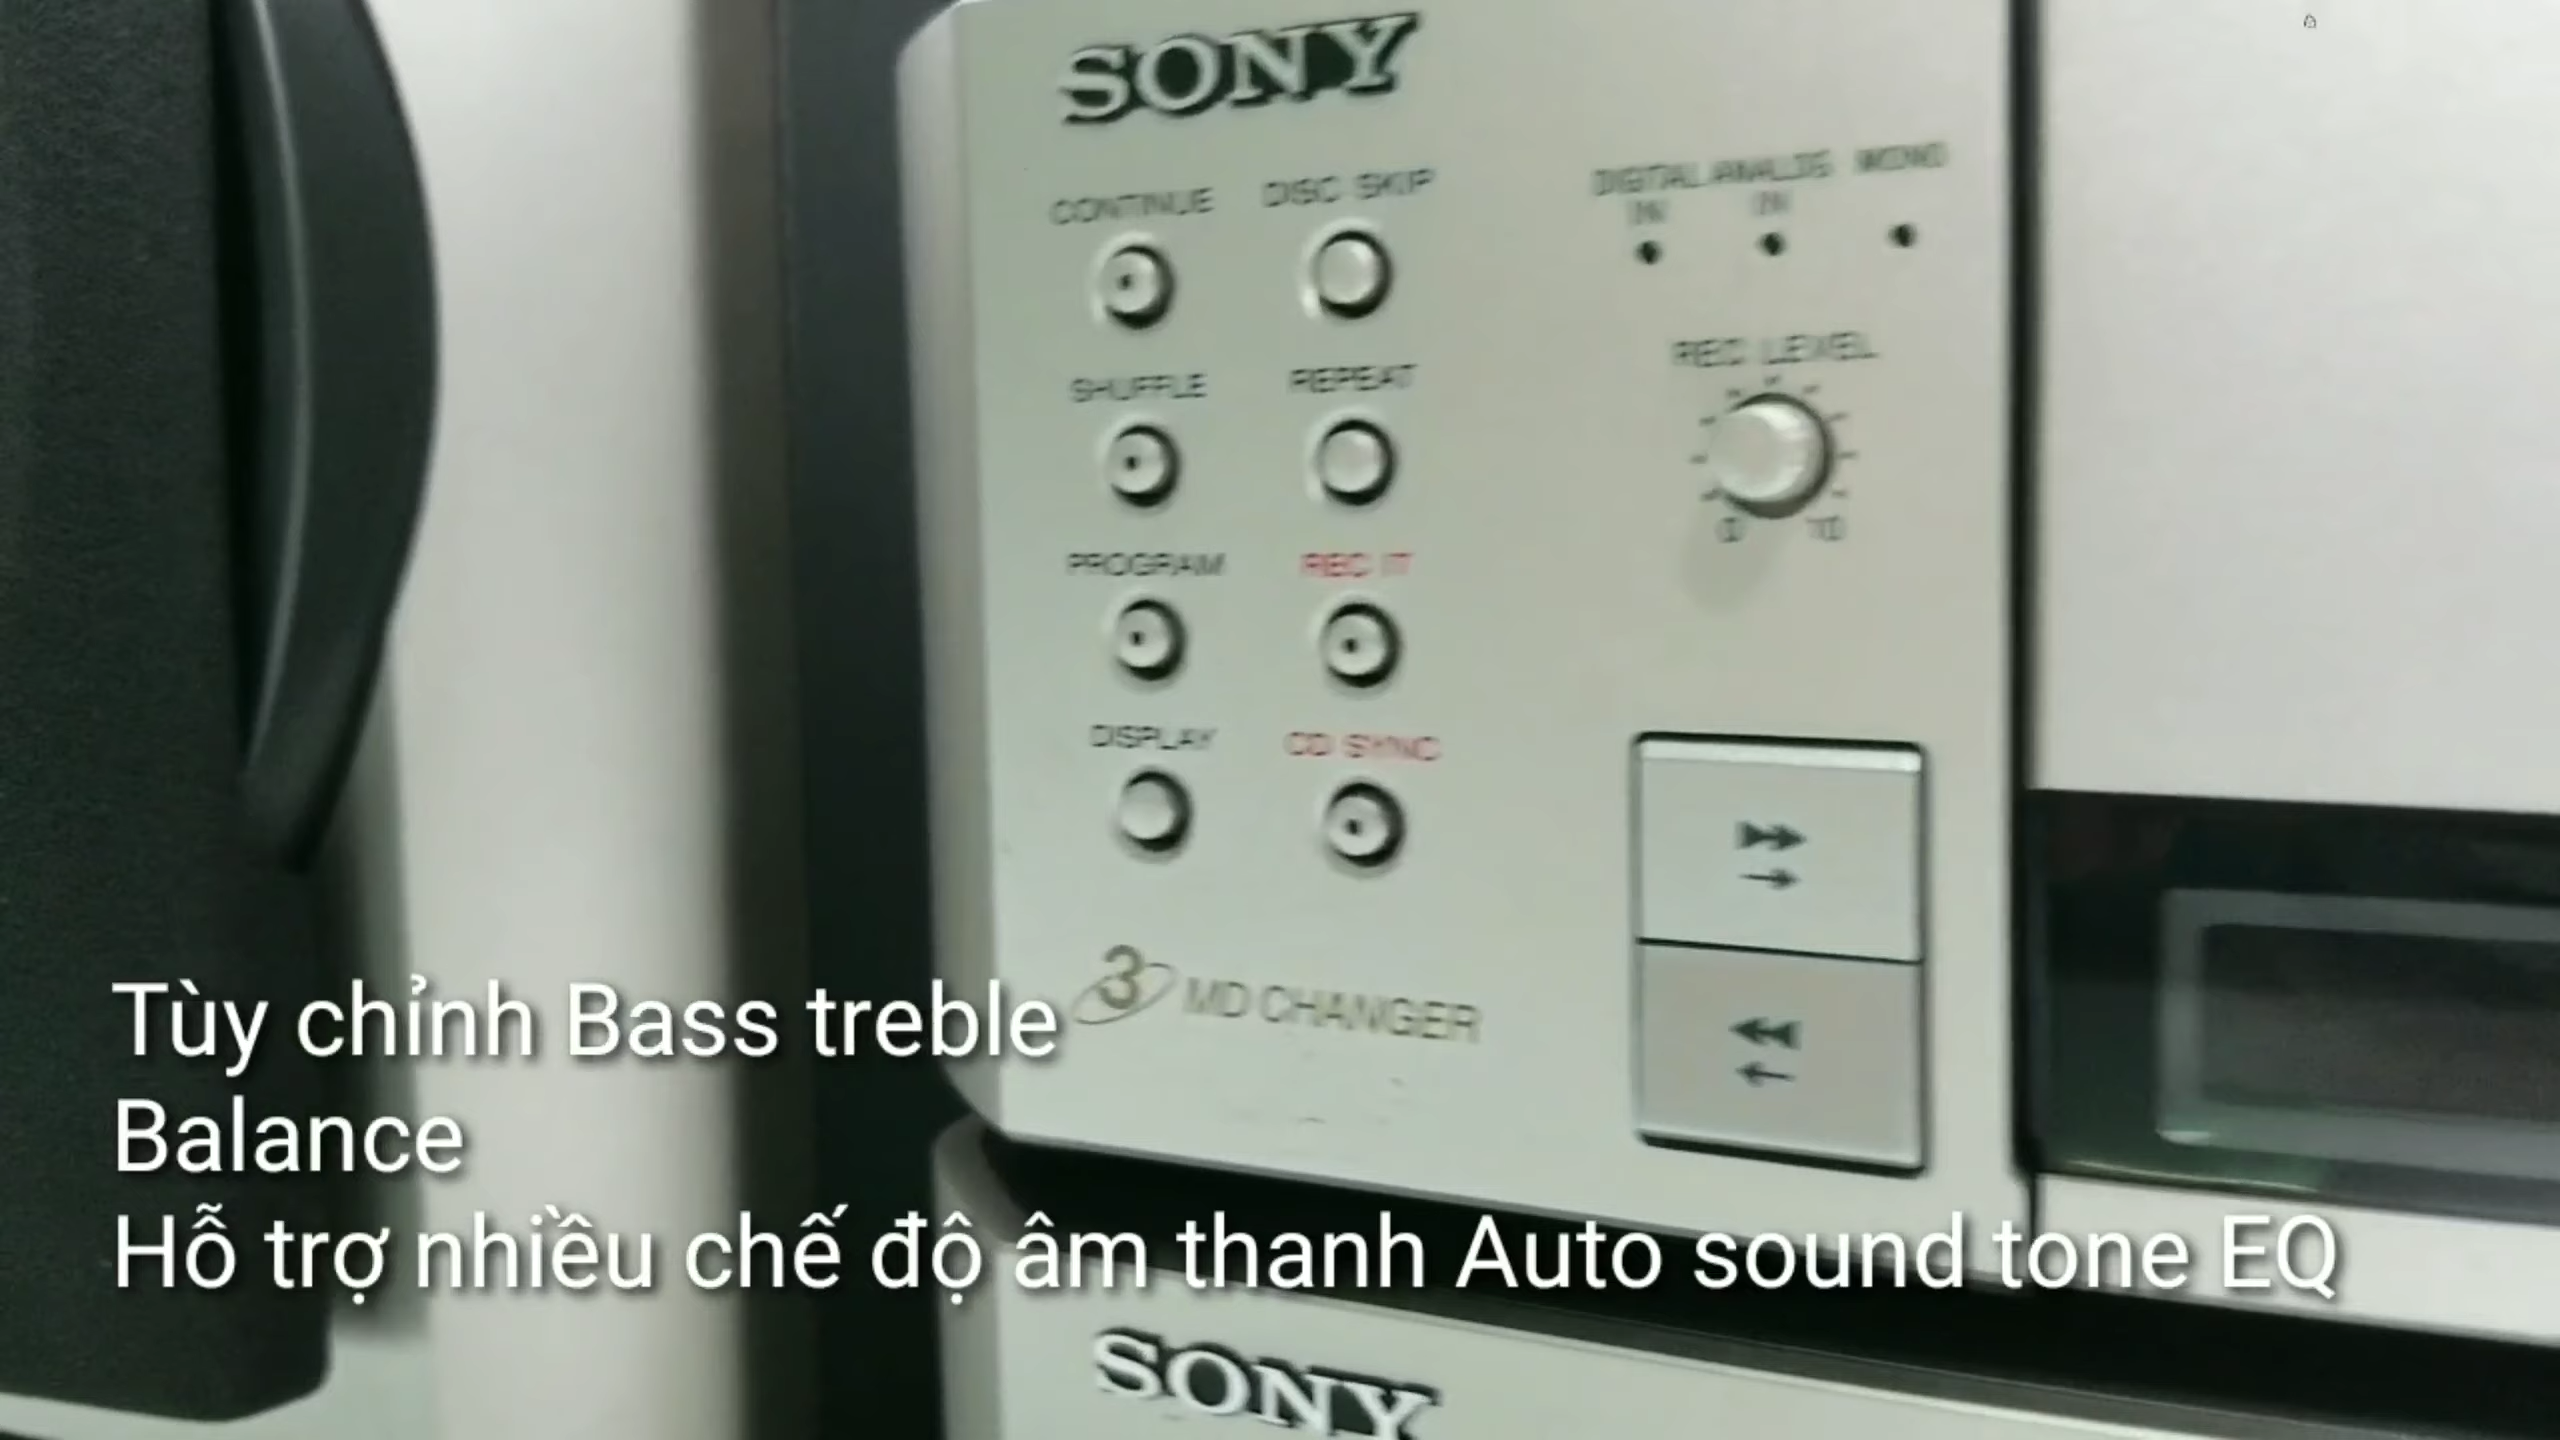 SONY
CONTINUE DISC SKIP
DIGITAL ANALOG MONO
IN IN
SHUFFLE REPEAT
REC LEVEL
0 10
PROGRAM REC IT
DISPLAY CD SYNC
3 MD CHANGER
Tùy chỉnh Bass treble
Balance
Hỗ trợ nhiều chế độ âm thanh Auto sound tone EQ
SONY